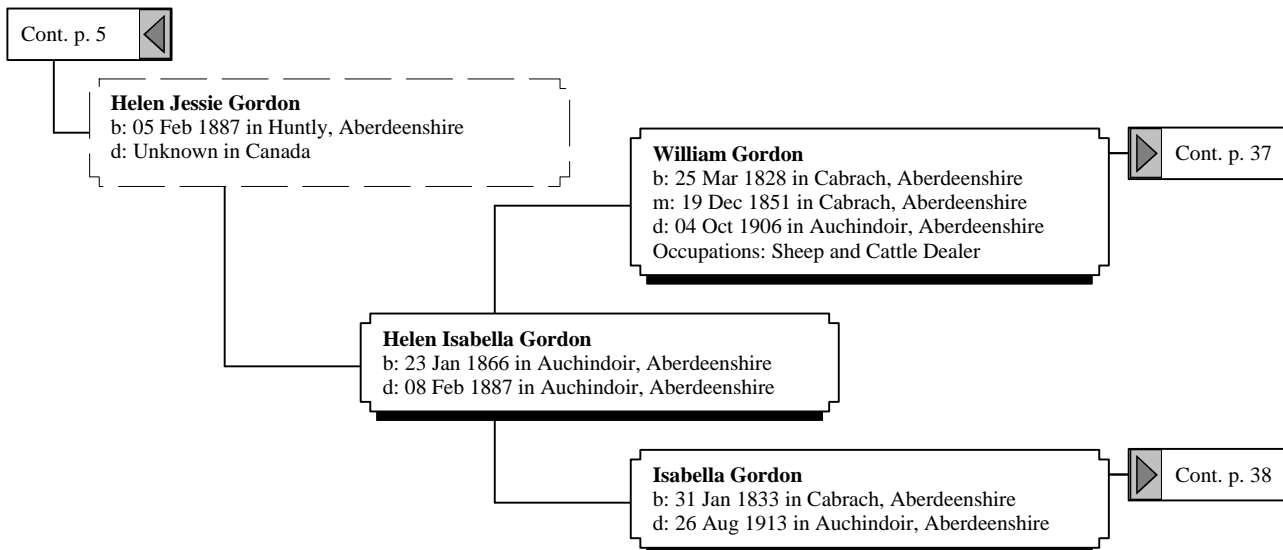 Cont. p. 5
Helen Jessie Gordon
b: 05 Feb 1887 in Huntly, Aberdeenshire
d: Unknown in Canada
William Gordon
b: 25 Mar 1828 in Cabrach, Aberdeenshire
m: 19 Dec 1851 in Cabrach, Aberdeenshire
d: 04 Oct 1906 in Auchindoir, Aberdeenshire
Occupations: Sheep and Cattle Dealer
Cont. p. 37
Helen Isabella Gordon
b: 23 Jan 1866 in Auchindoir, Aberdeenshire
d: 08 Feb 1887 in Auchindoir, Aberdeenshire
Isabella Gordon
b: 31 Jan 1833 in Cabrach, Aberdeenshire
d: 26 Aug 1913 in Auchindoir, Aberdeenshire
Cont. p. 38